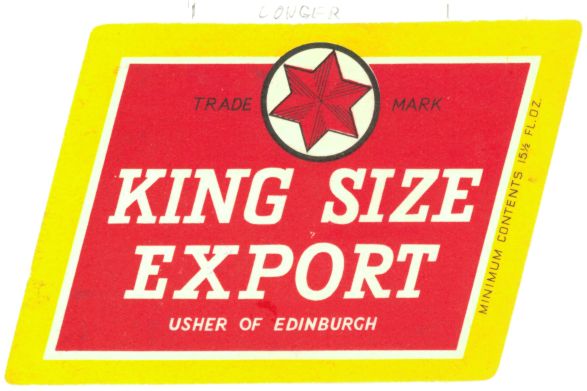 LONGER
TRADE MARK
KING SIZE
EXPORT
USHER OF EDINBURGH
MINIMUM CONTENTS 15½ FL. OZ.